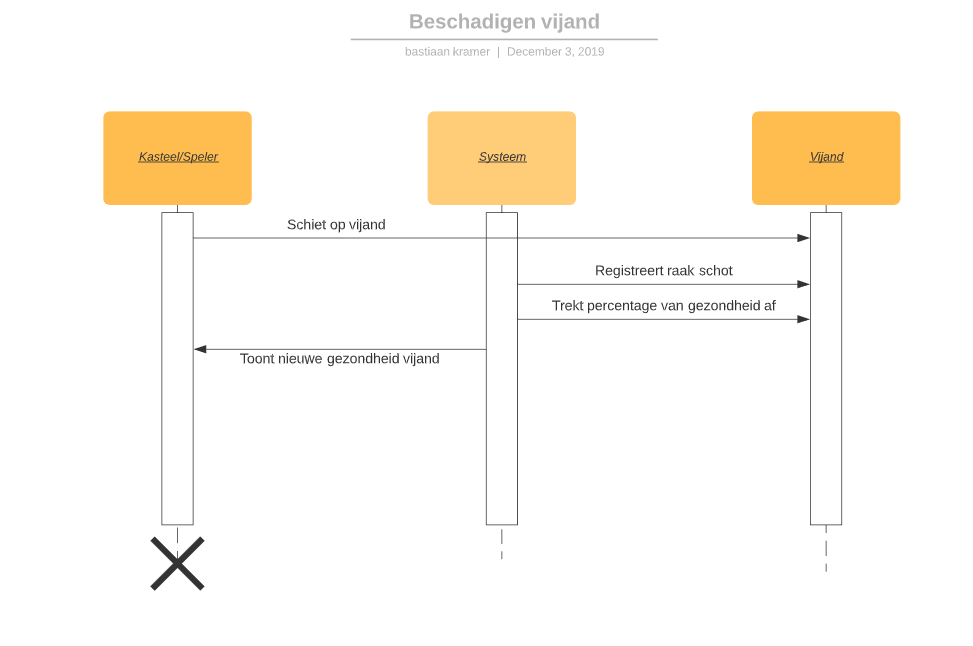 Beschadigen vijand
bastiaan kramer | December 3, 2019
Kasteel/Speler
Systeem
Vijand
Schiet op vijand
Registreert raak schot
Trekt percentage van gezondheid af
Toont nieuwe gezondheid vijand